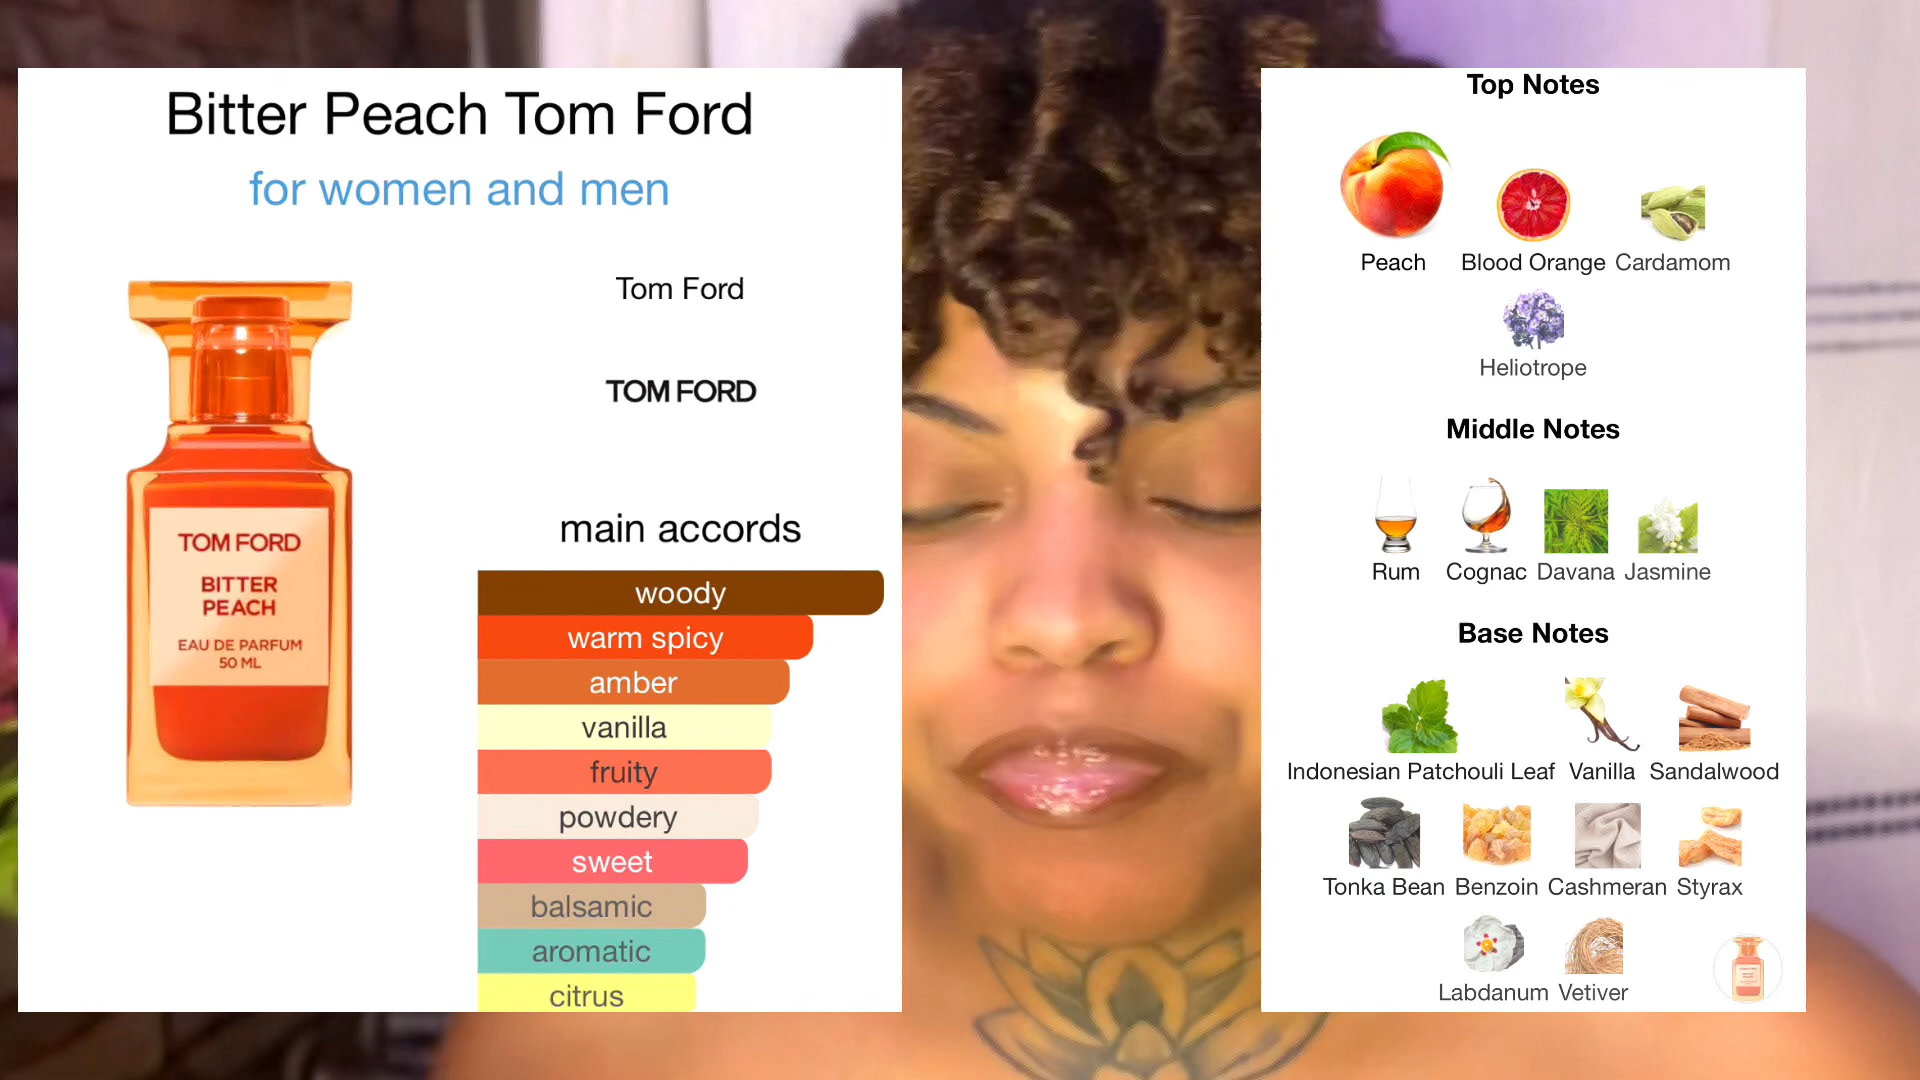 Bitter Peach Tom Ford
for women and men
Tom Ford
TOM FORD
TOM FORD
BITTER
PEACH
EAU DE PARFUM
50 ML
main accords
woody
warm spicy
amber
vanilla
fruity
powdery
sweet
balsamic
aromatic
citrus
Top Notes
Peach Blood Orange Cardamom
Heliotrope
Middle Notes
Rum Cognac Davana Jasmine
Base Notes
Indonesian Patchouli Leaf Vanilla Sandalwood
Tonka Bean Benzoin Cashmeran Styrax
Labdanum Vetiver